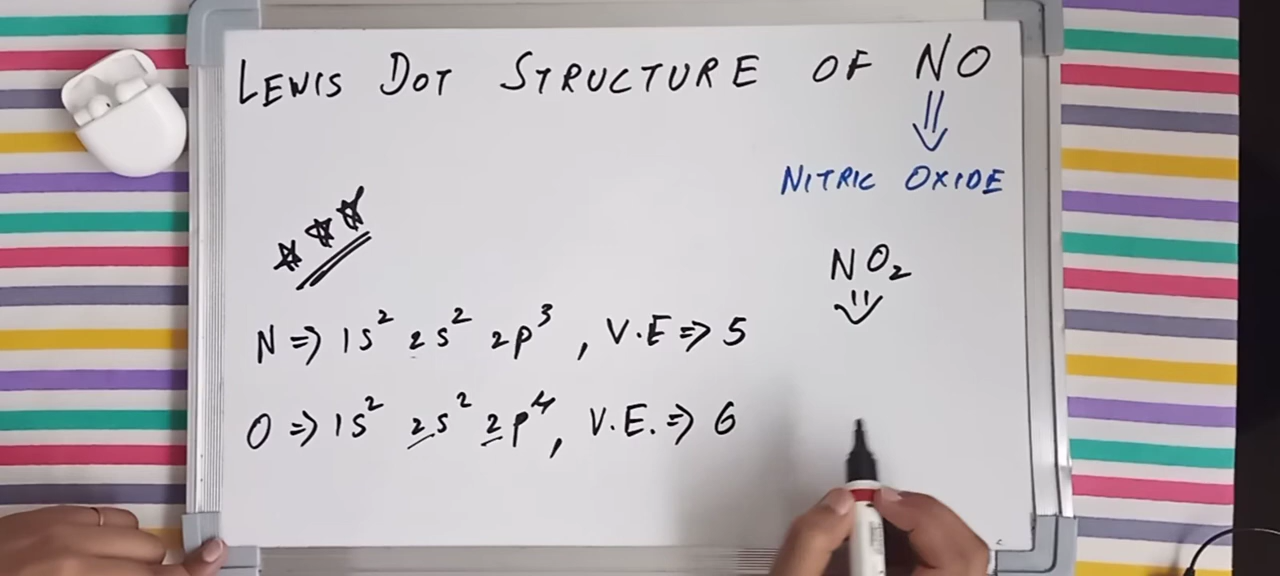 LEWIS DOT STRUCTURE OF NO
⇓
NITRIC OXIDE
NO₂
⇓
N => 1s² 2s² 2p³ , V.E => 5
O => 1s² 2s² 2p⁴ , V.E. => 6